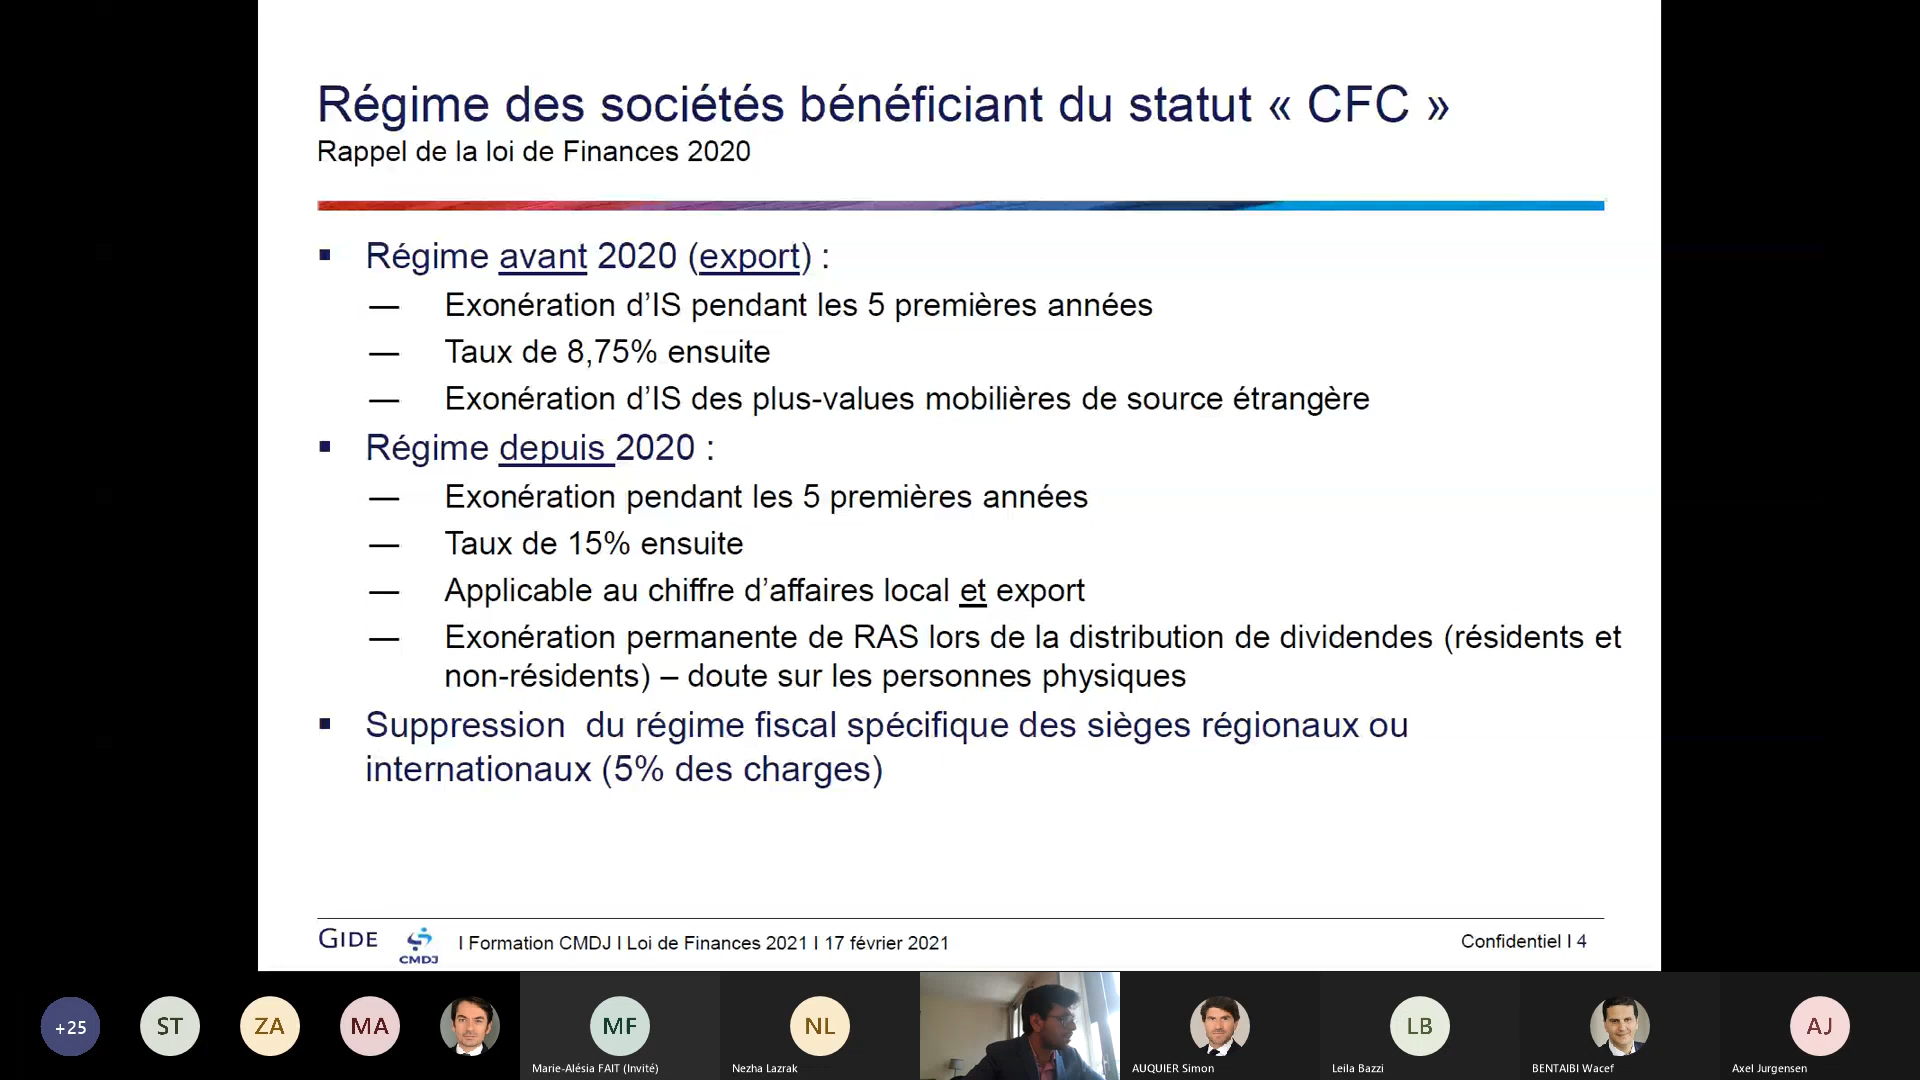 Régime des sociétés bénéficiant du statut « CFC »
Rappel de la loi de Finances 2020
▪ Régime avant 2020 (export) :
— Exonération d’IS pendant les 5 premières années
— Taux de 8,75% ensuite
— Exonération d’IS des plus-values mobilières de source étrangère
▪ Régime depuis 2020 :
— Exonération pendant les 5 premières années
— Taux de 15% ensuite
— Applicable au chiffre d’affaires local et export
— Exonération permanente de RAS lors de la distribution de dividendes (résidents et
non-résidents) – doute sur les personnes physiques
▪ Suppression du régime fiscal spécifique des sièges régionaux ou
internationaux (5% des charges)
GIDE CMDJ I Formation CMDJ I Loi de Finances 2021 I 17 février 2021 Confidentiel I 4
+25 ST ZA MA MF NL LB AJ
Marie-Alésia FAIT (Invité) Nezha Lazrak AUQUIER Simon Leila Bazzi BENTAIBI Wacef Axel Jurgensen